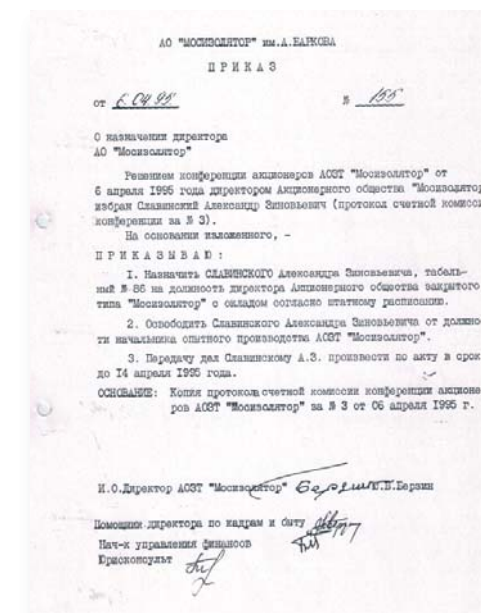 АО "МОСИЗОЛЯТОР" им.А.БАРКОВА
П Р И К А З
от 6.04.95 № 155
О назначении директора
АО "Мосизолятор"
Решением конференции акционеров АОЗТ "Мосизолятор" от
6 апреля 1995 года директором Акционерного общества "Мосизолятор
избран Славинский Александр Зиновьевич (протокол счетной комисси
конференции за № 3).
На основании изложенного, -
П Р И К А З Ы В А Ю :
I. Назначить СЛАВИНСКОГО Александра Зиновьевича, табель-
ный № 86 на должность директора Акционерного общества закрытого
типа "Мосизолятор" с окладом согласно штатному расписанию.
2. Освободить Славинского Александра Зиновьевича от должнос
ти начальника опытного производства АОЗТ "Мосизолятор".
3. Передачу дел Славинскому А.З. произвести по акту в срок
до 14 апреля 1995 года.
ОСНОВАНИЕ: Копия протокола счетной комиссии конференции акционе
ров АОЗТ "Мосизолятор" за № 3 от 06 апреля 1995 г.
И.О.Директор АОЗТ "Мосизолятор" В.Берзин
Помощник директора по кадрам и быту
Нач-к управления финансов
Юрисконсульт